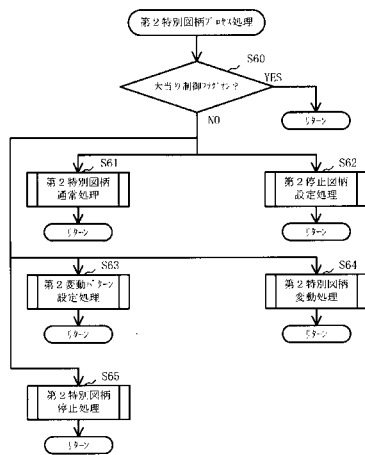 第2特別図柄プロセス処理
S60
大当り制御フラグオン?
YES
NO
リターン
S61
第2特別図柄
通常処理
リターン
S62
第2停止図柄
設定処理
リターン
S63
第2変動パターン
設定処理
リターン
S64
第2特別図柄
変動処理
リターン
S65
第2特別図柄
停止処理
リターン